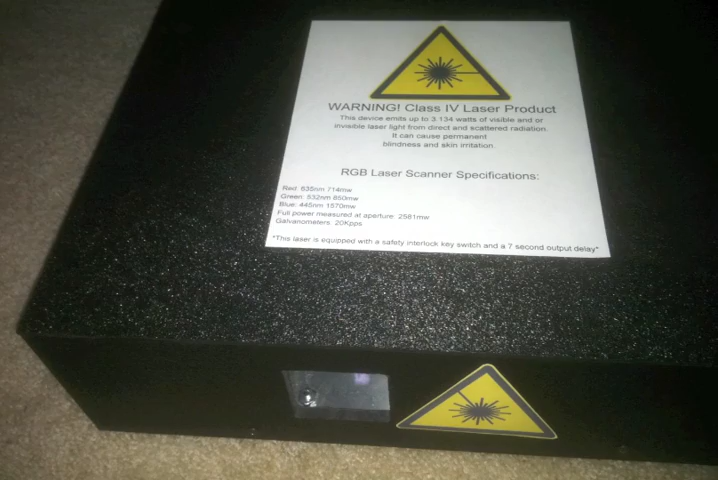 WARNING! Class IV Laser Product
This device emits up to 3.134 watts of visible and or
invisible laser light from direct and scattered radiation.
It can cause permanent
blindness and skin irritation.
RGB Laser Scanner Specifications:
Red: 635nm 714mw
Green: 532nm 850mw
Blue: 445nm 1570mw
Full power measured at aperture: 2581mw
Galvanometers: 20Kpps
*This laser is equipped with a safety interlock key switch and a 7 second output delay*